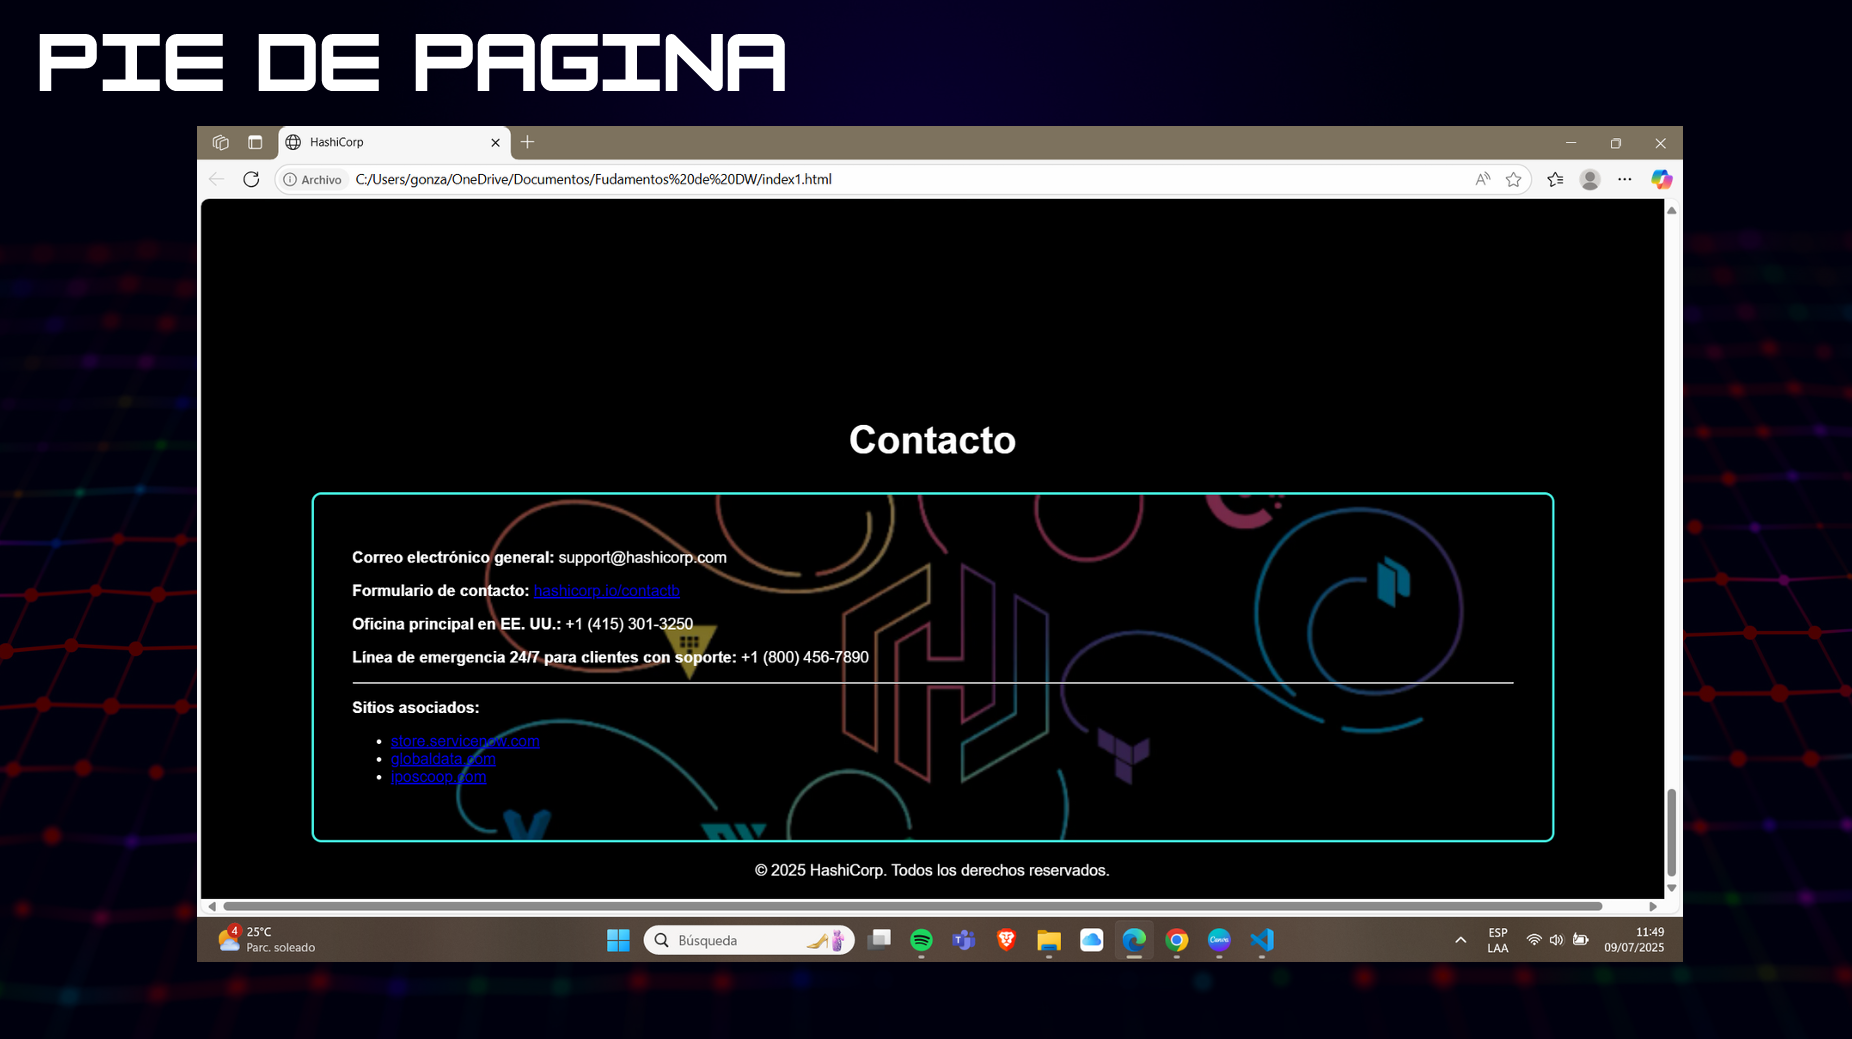 PIE DE PAGINA
HashiCorp
Archivo
C:/Users/gonza/OneDrive/Documentos/Fudamentos%20de%20DW/index1.html
Contacto
Correo electrónico general: support@hashicorp.com
Formulario de contacto: hashicorp.io/contactb
Oficina principal en EE. UU.: +1 (415) 301-3250
Línea de emergencia 24/7 para clientes con soporte: +1 (800) 456-7890
Sitios asociados:
store.servicenow.com
globaldata.com
iposcoop.com
© 2025 HashiCorp. Todos los derechos reservados.
4
25°C
Parc. soleado
Búsqueda
Canva
ESP
LAA
11:49
09/07/2025